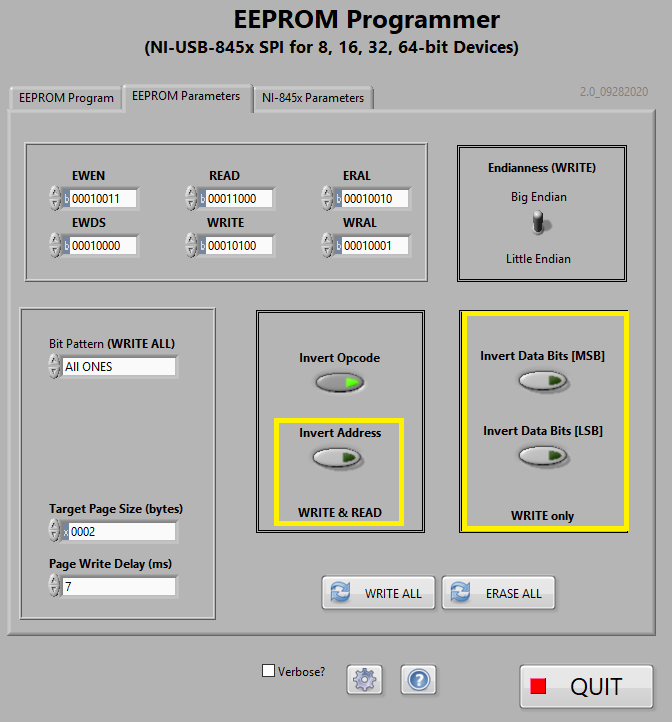 EEPROM Programmer
(NI-USB-845x SPI for 8, 16, 32, 64-bit Devices)
2.0_09282020
EEPROM Program
EEPROM Parameters
NI-845x Parameters
EWEN
READ
ERAL
b 00010011
b 00011000
b 00010010
EWDS
WRITE
WRAL
b 00010000
b 00010100
b 00010001
Endianness (WRITE)
Big Endian
Little Endian
Bit Pattern (WRITE ALL)
All ONES
Target Page Size (bytes)
x 0002
Page Write Delay (ms)
7
Invert Opcode
Invert Address
WRITE & READ
Invert Data Bits [MSB]
Invert Data Bits [LSB]
WRITE only
WRITE ALL
ERASE ALL
Verbose?
?
QUIT